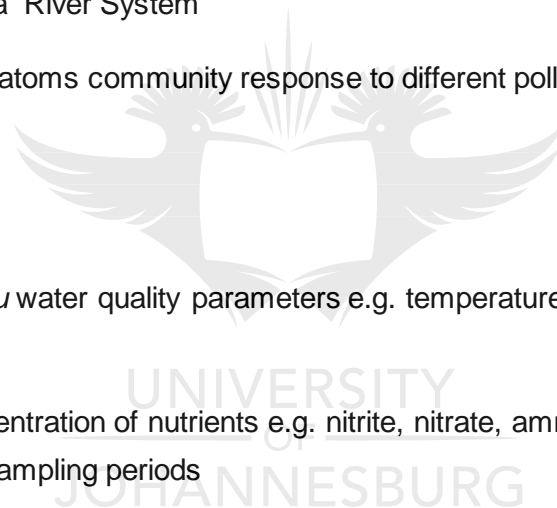 a River System
atoms community response to different poll
u water quality parameters e.g. temperature
UNIVERSITY
entration of nutrients e.g. nitrite, nitrate, amr
OF
ampling periods
JOHANNESBURG